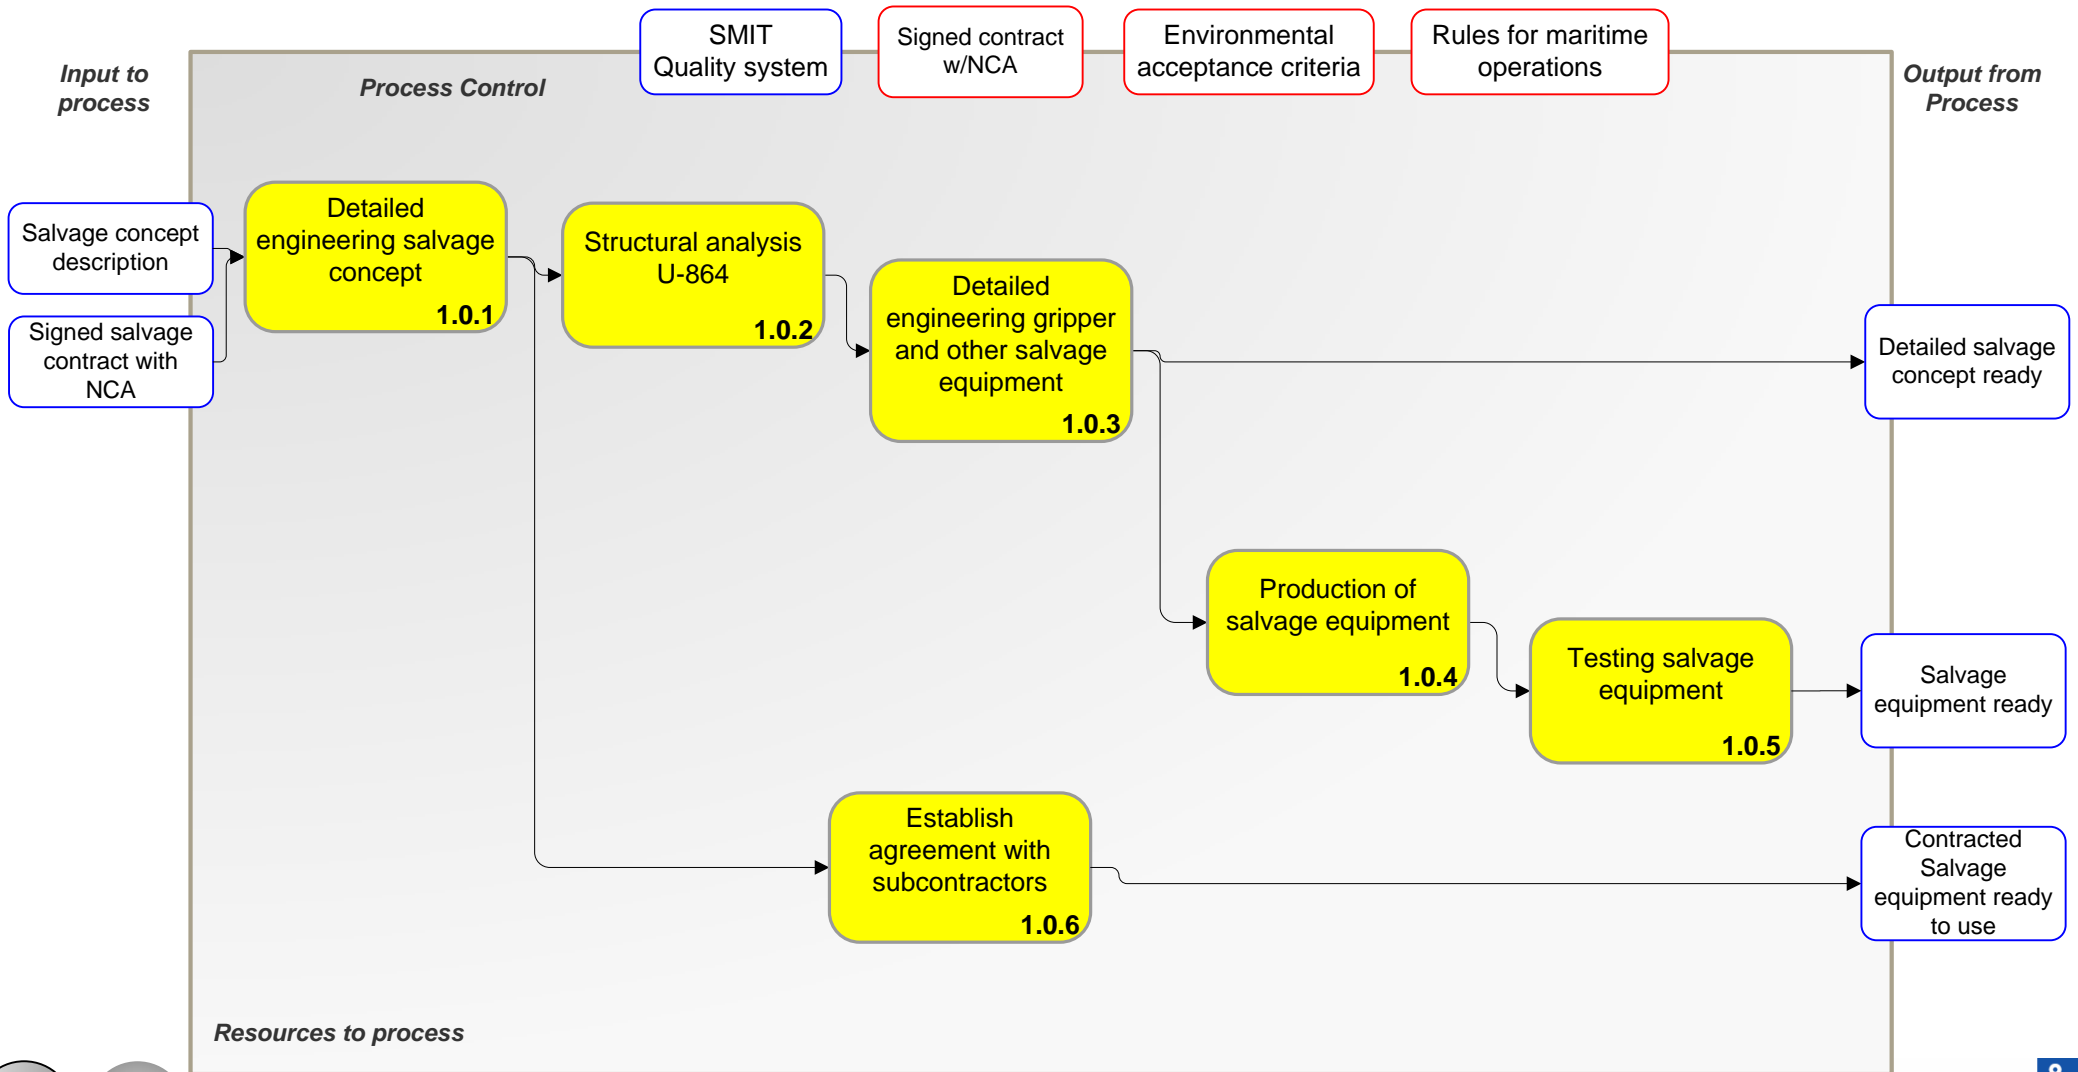 Input to
process
Process Control
SMIT
Quality system
Signed contract
w/NCA
Environmental
acceptance criteria
Rules for maritime
operations
Output from
Process
Salvage concept
description
Signed salvage
contract with
NCA
Detailed
engineering salvage
concept
1.0.1
Structural analysis
U-864
1.0.2
Detailed
engineering gripper
and other salvage
equipment
1.0.3
Detailed salvage
concept ready
Production of
salvage equipment
1.0.4
Testing salvage
equipment
1.0.5
Salvage
equipment ready
Establish
agreement with
subcontractors
1.0.6
Contracted
Salvage
equipment ready
to use
Resources to process